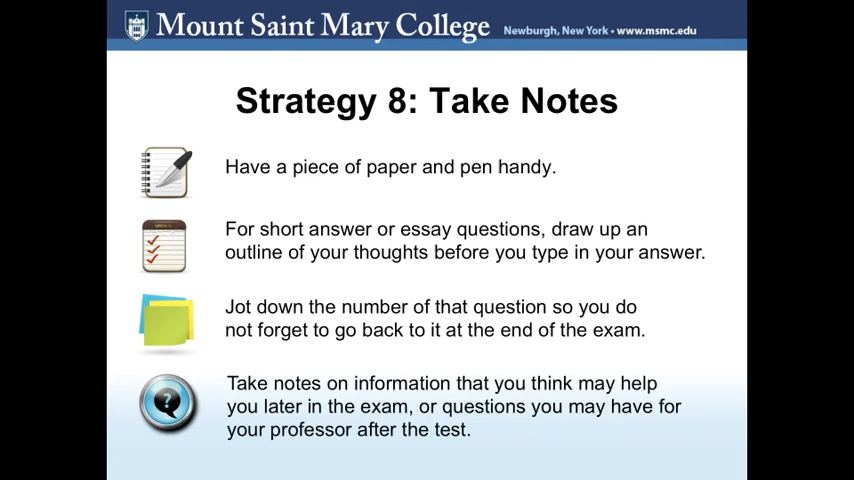 Mount Saint Mary College Newburgh, New York • www.msmc.edu
Strategy 8: Take Notes
Have a piece of paper and pen handy.
For short answer or essay questions, draw up an
outline of your thoughts before you type in your answer.
Jot down the number of that question so you do
not forget to go back to it at the end of the exam.
Take notes on information that you think may help
you later in the exam, or questions you may have for
your professor after the test.